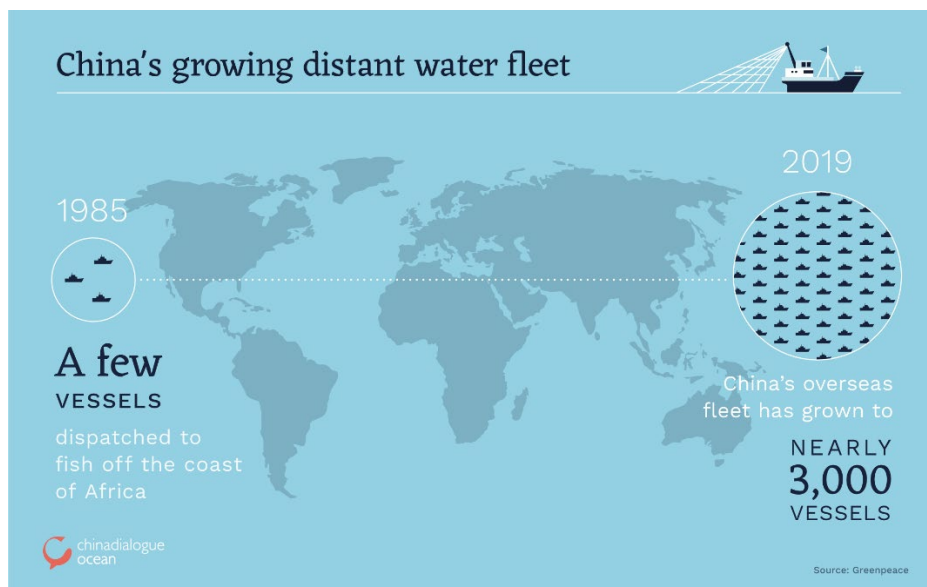 China's growing distant water fleet
1985
A few
VESSELS
dispatched to
fish off the coast
of Africa
2019
China's overseas
fleet has grown to
NEARLY
3,000
VESSELS
chinadialogue
ocean
Source: Greenpeace